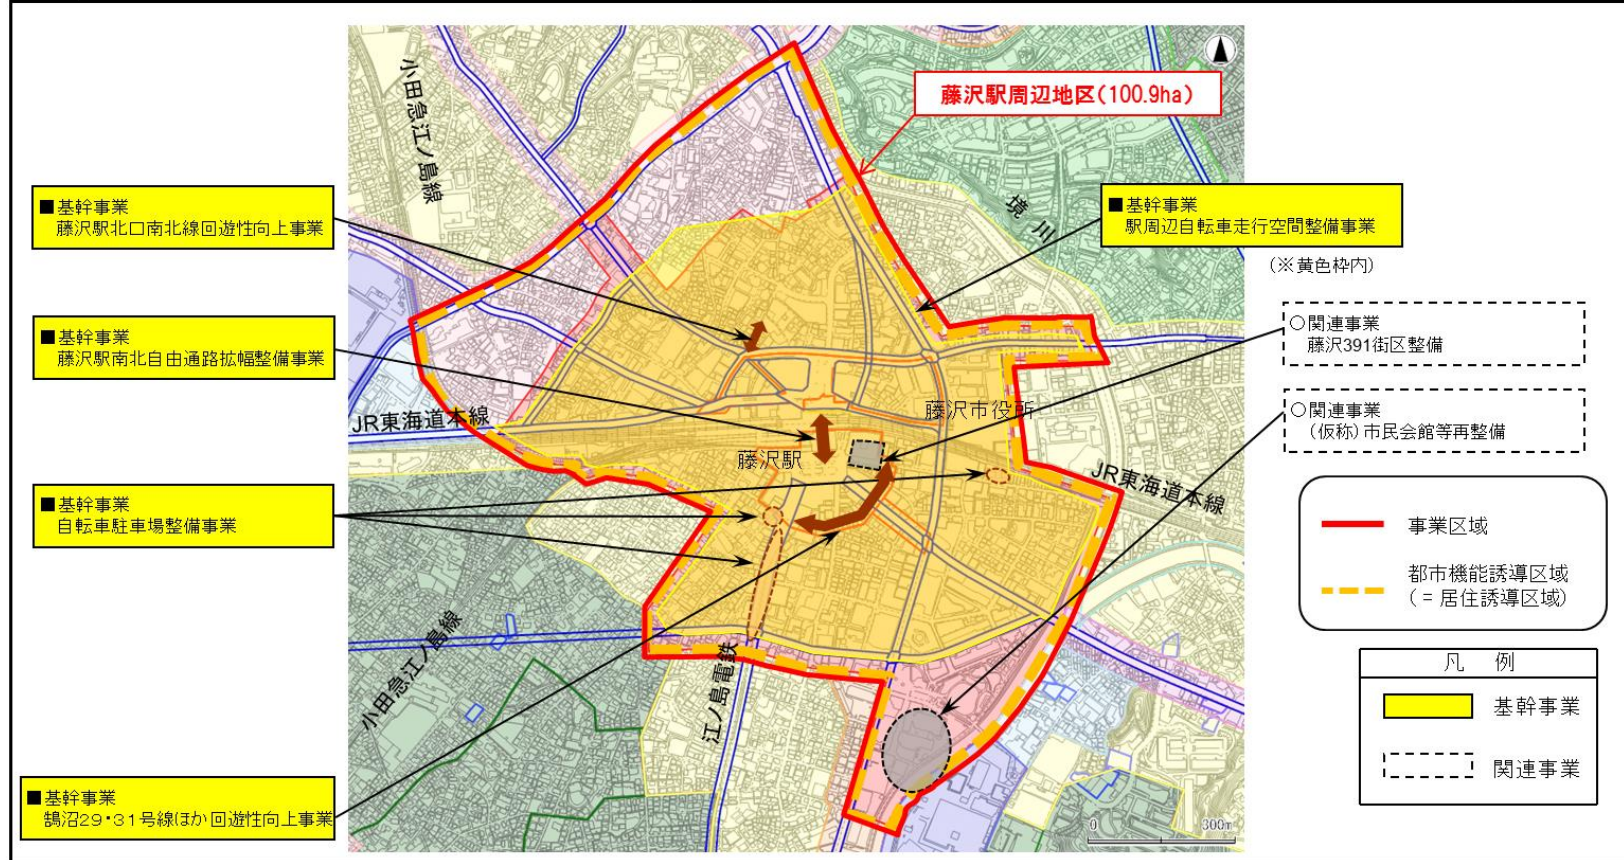 藤沢駅周辺地区(100.9ha)
小田急江ノ島線
境川
■基幹事業
藤沢駅北口南北線回遊性向上事業
■基幹事業
駅周辺自転車走行空間整備事業
(※黄色枠内)
○関連事業
藤沢391街区整備
■基幹事業
藤沢駅南北自由通路拡幅整備事業
○関連事業
(仮称)市民会館等再整備
JR東海道本線
藤沢市役所
藤沢駅
JR東海道本線
■基幹事業
自転車駐車場整備事業
事業区域
都市機能誘導区域
(=居住誘導区域)
小田急江ノ島線
江ノ島電鉄
凡例
基幹事業
関連事業
■基幹事業
鵠沼29・31号線ほか回遊性向上事業
0 300m